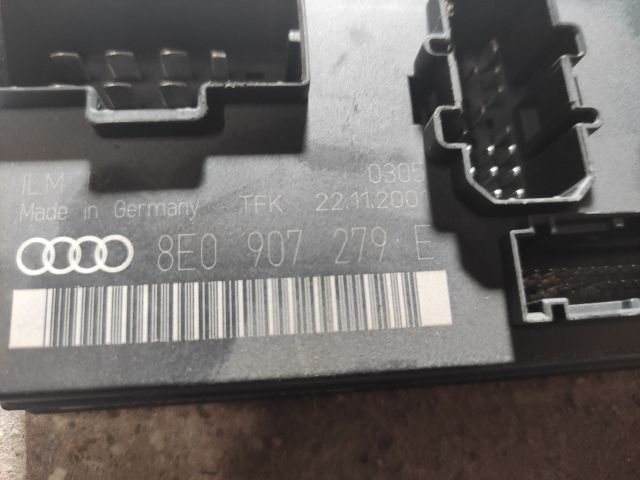 ILM 0305
Made in Germany TFK 22.11.2001
8E0 907 279 E